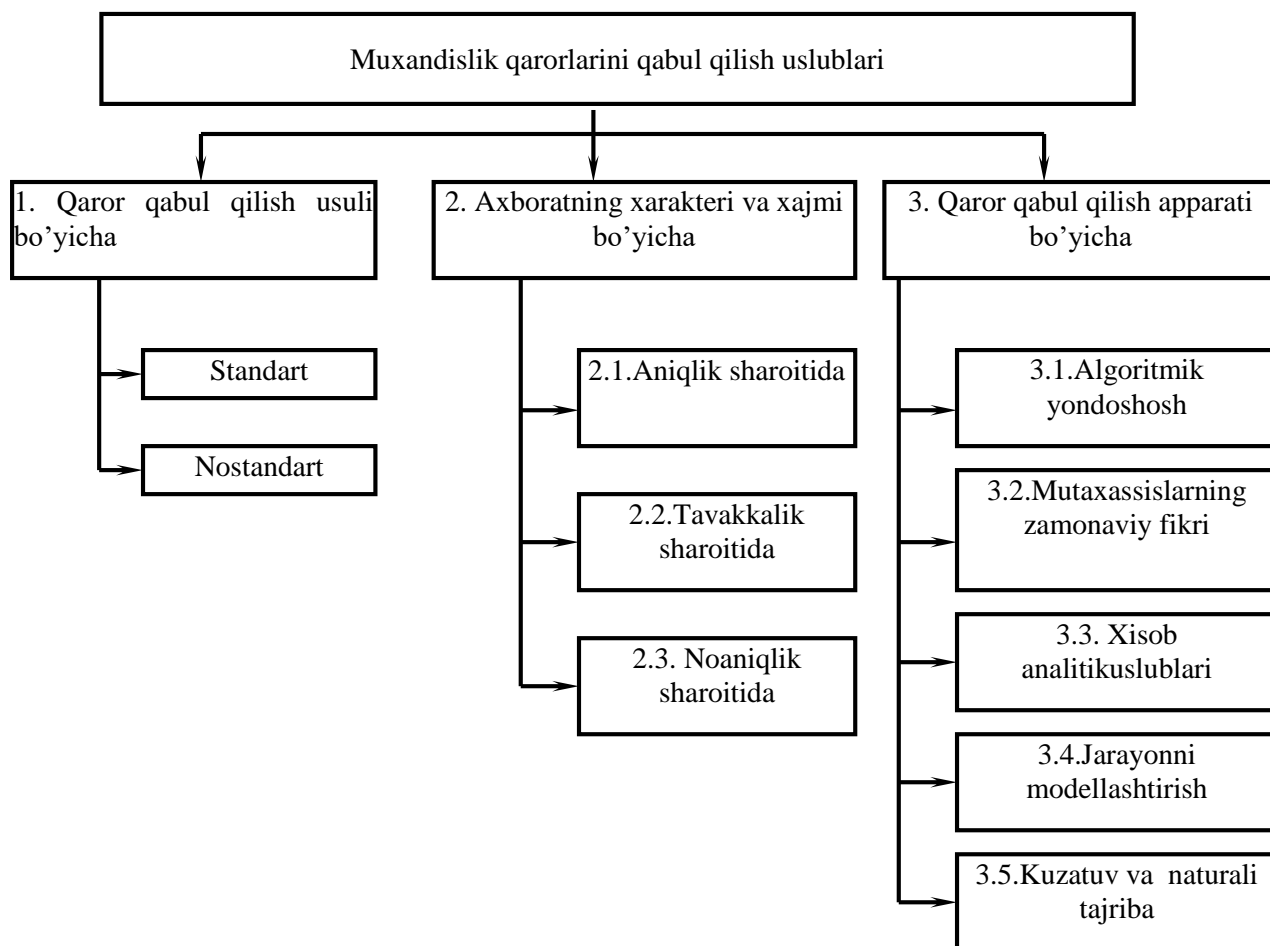 Muxandislik qarorlarini qabul qilish uslublari
1. Qaror qabul qilish usuli
bo’yicha
Standart
Nostandart
2. Axboratning xarakteri va xajmi
bo’yicha
2.1.Aniqlik sharoitida
2.2.Tavakkalik
sharoitida
2.3. Noaniqlik
sharoitida
3. Qaror qabul qilish apparati
bo’yicha
3.1.Algoritmik
yondoshosh
3.2.Mutaxassislarning
zamonaviy fikri
3.3. Xisob
analitikuslublari
3.4.Jarayonni
modellashtirish
3.5.Kuzatuv va naturali
tajriba